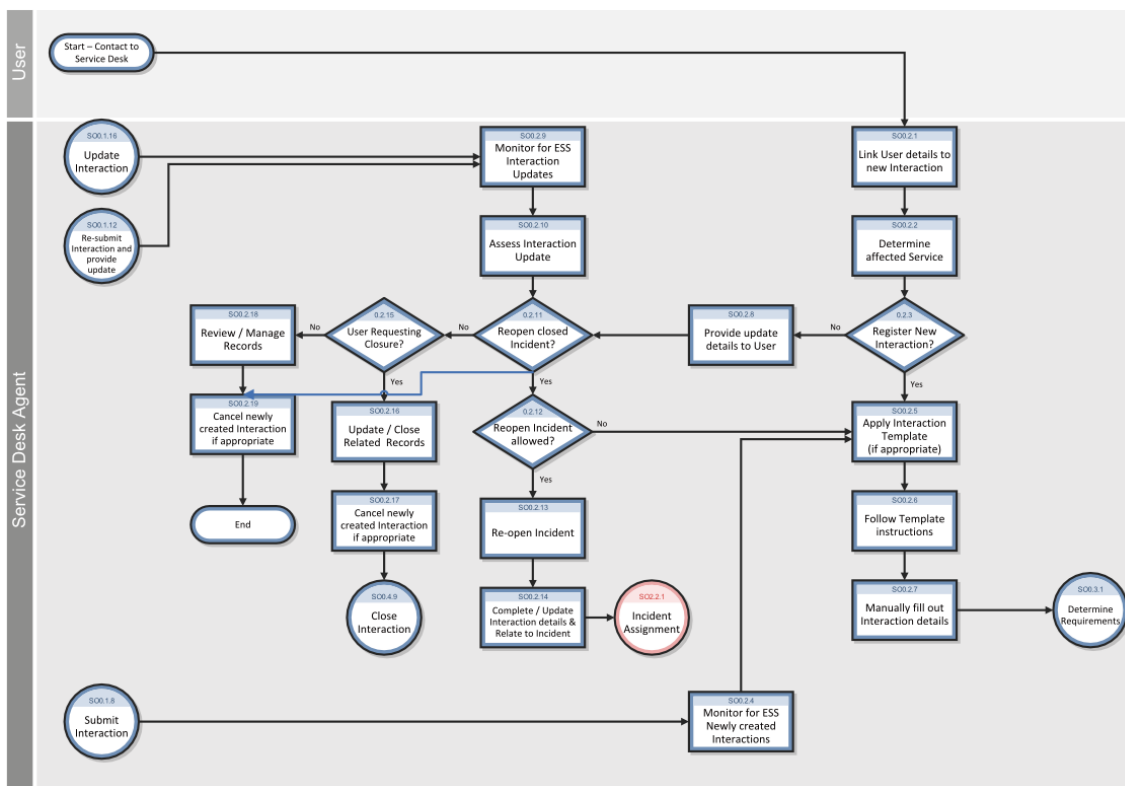 User
Start – Contact to
Service Desk
Service Desk Agent
SO0.1.16
Update
Interaction
SO0.2.9
Monitor for ESS
Interaction
Updates
SO0.2.1
Link User details to
new Interaction
SO0.1.12
Re-submit
Interaction and
provide
update
SO0.2.10
Assess Interaction
Update
SO0.2.2
Determine
affected Service
SO0.2.18
Review / Manage
Records
No
0.2.15
User Requesting
Closure?
No
0.2.11
Reopen closed
Incident?
SO0.2.8
Provide update
details to User
No
0.2.3
Register New
Interaction?
Yes
Yes
Yes
SO0.2.19
Cancel newly
created Interaction
if appropriate
SO0.2.16
Update / Close
Related Records
0.2.12
Reopen Incident
allowed?
No
SO0.2.5
Apply Interaction
Template
(if appropriate)
Yes
End
SO0.2.17
Cancel newly
created Interaction
if appropriate
SO0.2.13
Re-open Incident
SO0.2.6
Follow Template
instructions
SO0.4.9
Close
Interaction
SO0.2.14
Complete / Update
Interaction details &
Relate to Incident
SO2.2.1
Incident
Assignment
SO0.2.7
Manually fill out
Interaction details
SO0.3.1
Determine
Requirements
SO0.1.8
Submit
Interaction
SO0.2.4
Monitor for ESS
Newly created
Interactions